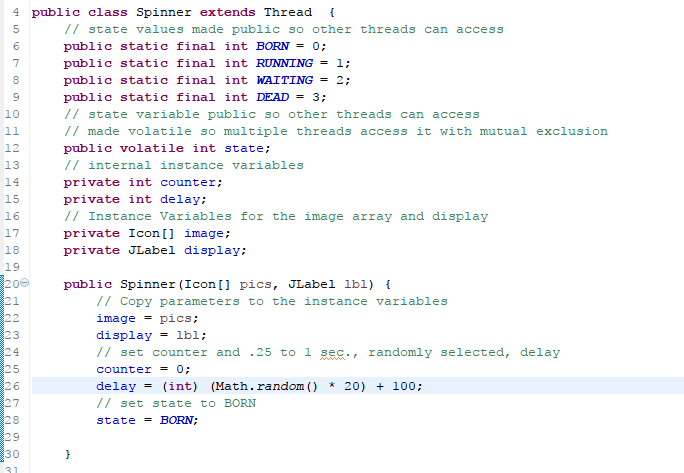 4 public class Spinner extends Thread  {
5     // state values made public so other threads can access
6     public static final int BORN = 0;
7     public static final int RUNNING = 1;
8     public static final int WAITING = 2;
9     public static final int DEAD = 3;
10     // state variable public so other threads can access
11     // made volatile so multiple threads access it with mutual exclusion
12     public volatile int state;
13     // internal instance variables
14     private int counter;
15     private int delay;
16     // Instance Variables for the image array and display
17     private Icon[] image;
18     private JLabel display;
19
20     public Spinner(Icon[] pics, JLabel lbl) {
21         // Copy parameters to the instance variables
22         image = pics;
23         display = lbl;
24         // set counter and .25 to 1 sec., randomly selected, delay
25         counter = 0;
26         delay = (int) (Math.random() * 20) + 100;
27         // set state to BORN
28         state = BORN;
29
30     }
31